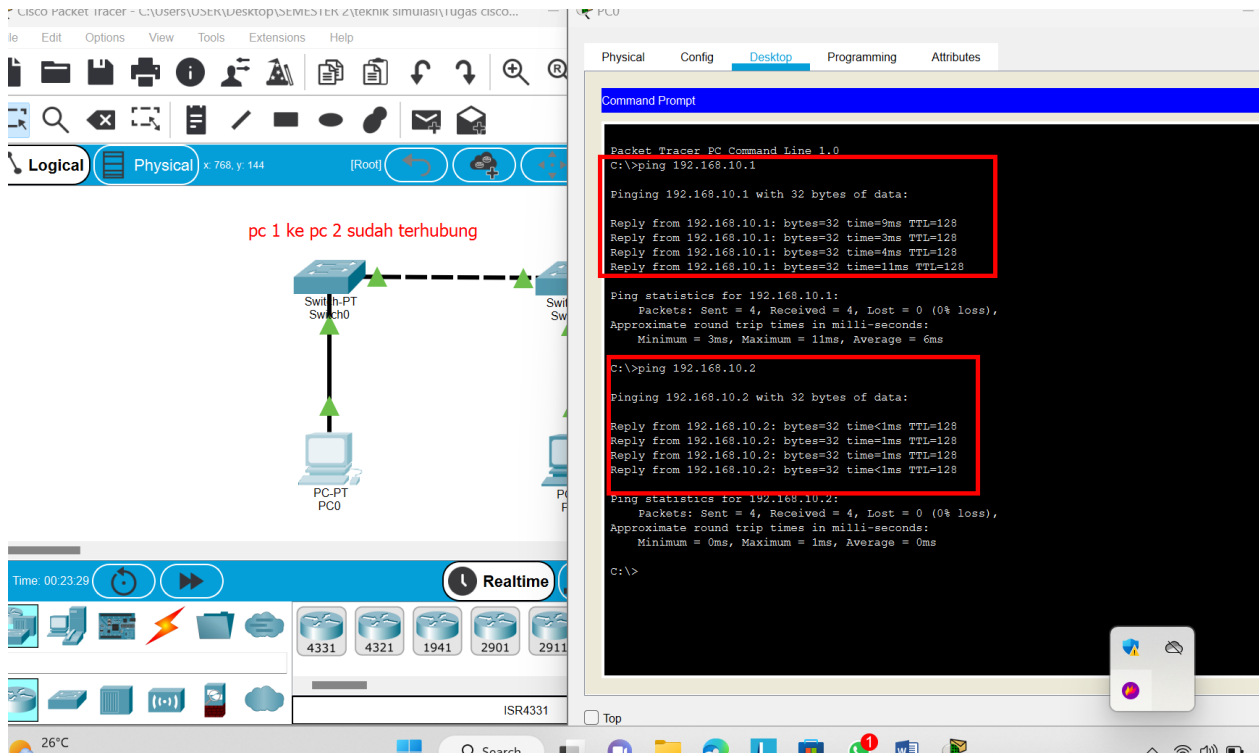 Cisco Packet Tracer - C:\Users\USER\Desktop\SEMESTER 2\teknik simulasi\Tugas cisco...
Edit Options View Tools Extensions Help
Logical
Physical
x: 768, y: 144
[Root]
pc 1 ke pc 2 sudah terhubung
Switch-PT
Switch0
PC-PT
PC0
Time: 00:23:29
Realtime
4331
4321
1941
2901
2911
ISR4331
PC0
Physical Config Desktop Programming Attributes
Command Prompt
Packet Tracer PC Command Line 1.0
C:\>ping 192.168.10.1
Pinging 192.168.10.1 with 32 bytes of data:
Reply from 192.168.10.1: bytes=32 time=9ms TTL=128
Reply from 192.168.10.1: bytes=32 time=3ms TTL=128
Reply from 192.168.10.1: bytes=32 time=4ms TTL=128
Reply from 192.168.10.1: bytes=32 time=11ms TTL=128
Ping statistics for 192.168.10.1:
Packets: Sent = 4, Received = 4, Lost = 0 (0% loss),
Approximate round trip times in milli-seconds:
Minimum = 3ms, Maximum = 11ms, Average = 6ms
C:\>ping 192.168.10.2
Pinging 192.168.10.2 with 32 bytes of data:
Reply from 192.168.10.2: bytes=32 time<1ms TTL=128
Reply from 192.168.10.2: bytes=32 time=1ms TTL=128
Reply from 192.168.10.2: bytes=32 time=1ms TTL=128
Reply from 192.168.10.2: bytes=32 time<1ms TTL=128
Ping statistics for 192.168.10.2:
Packets: Sent = 4, Received = 4, Lost = 0 (0% loss),
Approximate round trip times in milli-seconds:
Minimum = 0ms, Maximum = 1ms, Average = 0ms
C:\>
Top
26°C
Search
1